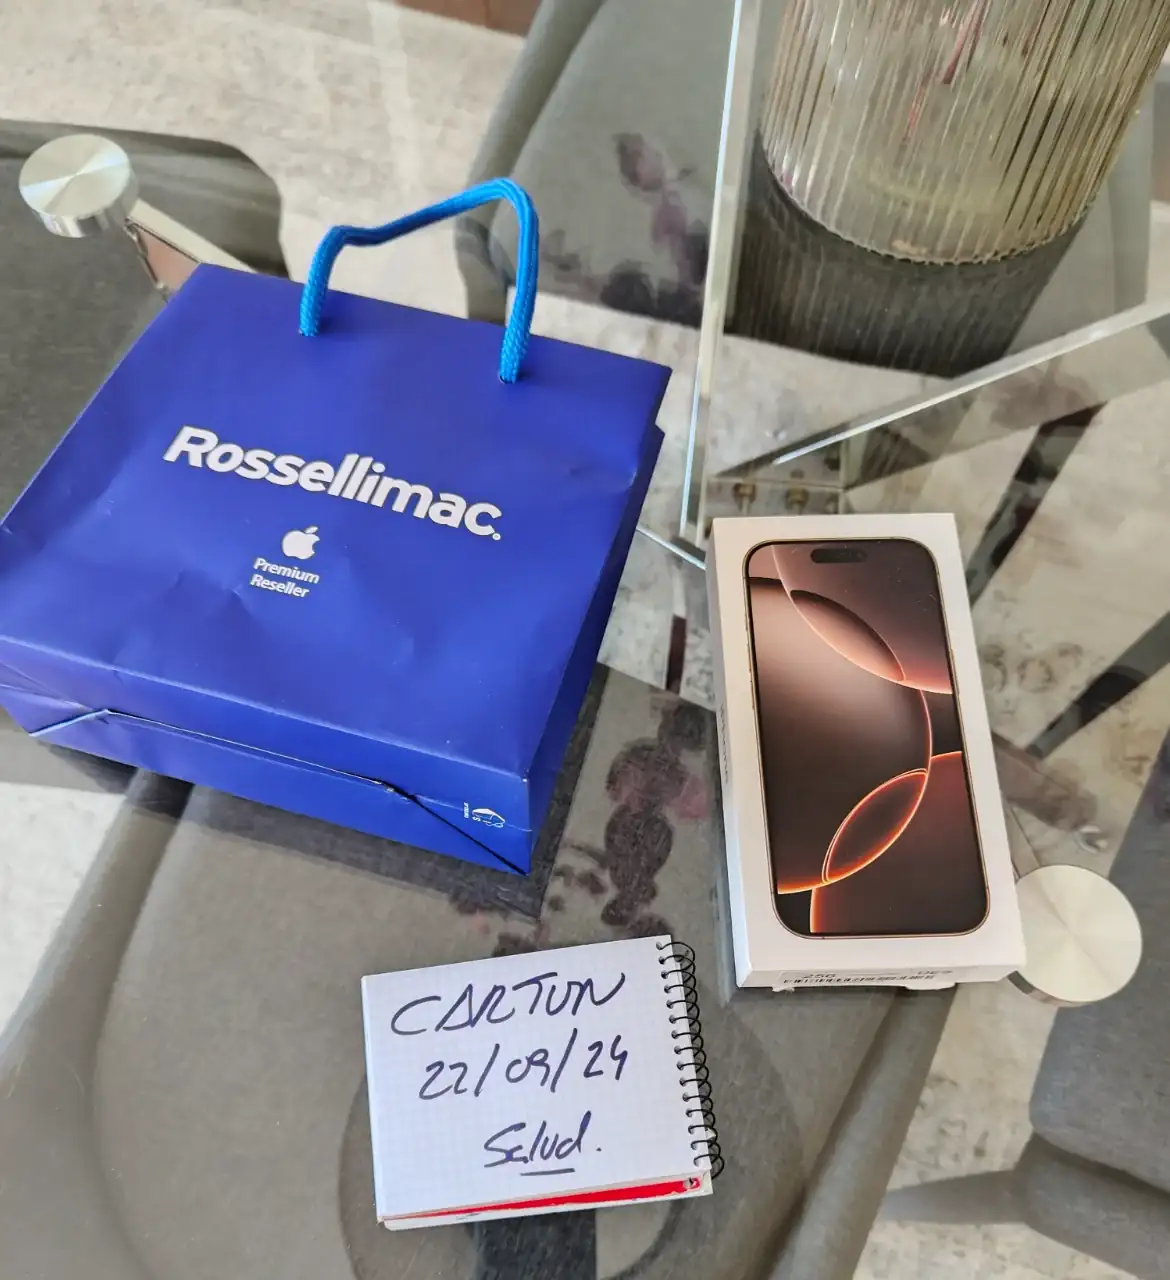 Rossellimac.
Premium
Reseller
CARTUN
22/09/24
Salud.